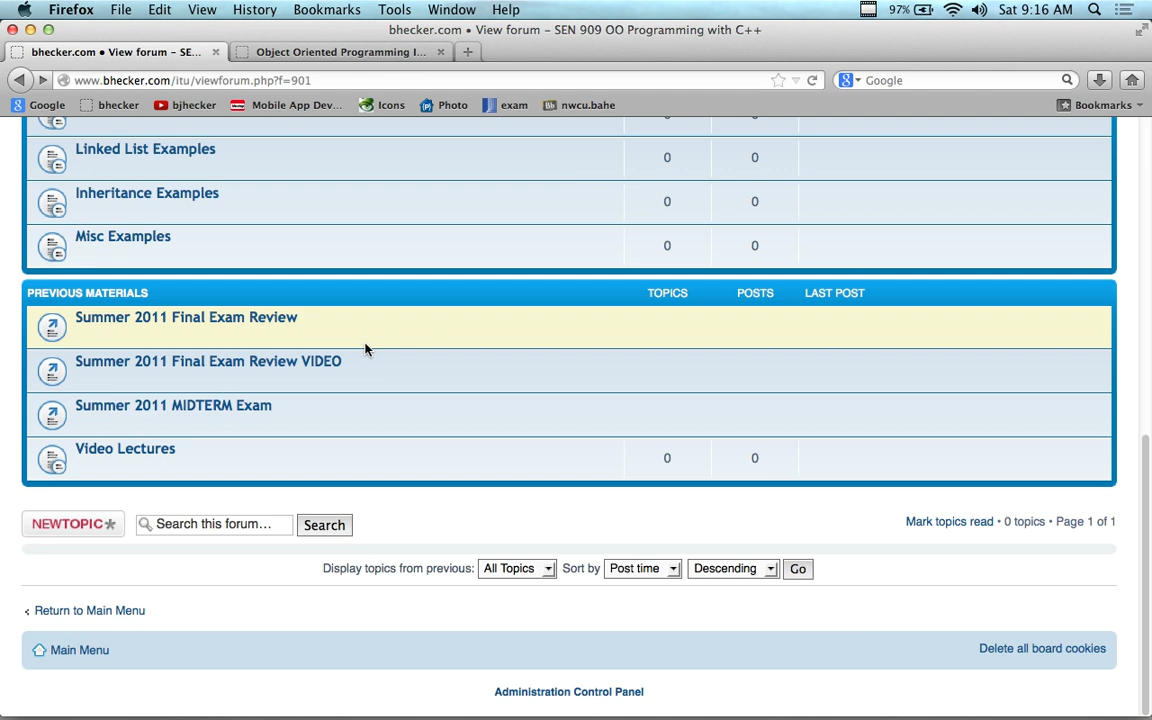 Firefox File Edit View History Bookmarks Tools Window Help 97% Sat 9:16 AM
bhecker.com • View forum – SEN 909 OO Programming with C++
bhecker.com • View forum – SE... Object Oriented Programming I...
www.bhecker.com/itu/viewforum.php?f=901 Google
Google bhecker bjhecker Mobile App Dev... Icons Photo exam nwcu.bahe Bookmarks
Linked List Examples 0 0
Inheritance Examples 0 0
Misc Examples 0 0
PREVIOUS MATERIALS TOPICS POSTS LAST POST
Summer 2011 Final Exam Review
Summer 2011 Final Exam Review VIDEO
Summer 2011 MIDTERM Exam
Video Lectures 0 0
NEWTOPIC* Search this forum... Search Mark topics read • 0 topics • Page 1 of 1
Display topics from previous: All Topics Sort by Post time Descending Go
Return to Main Menu
Main Menu Delete all board cookies
Administration Control Panel